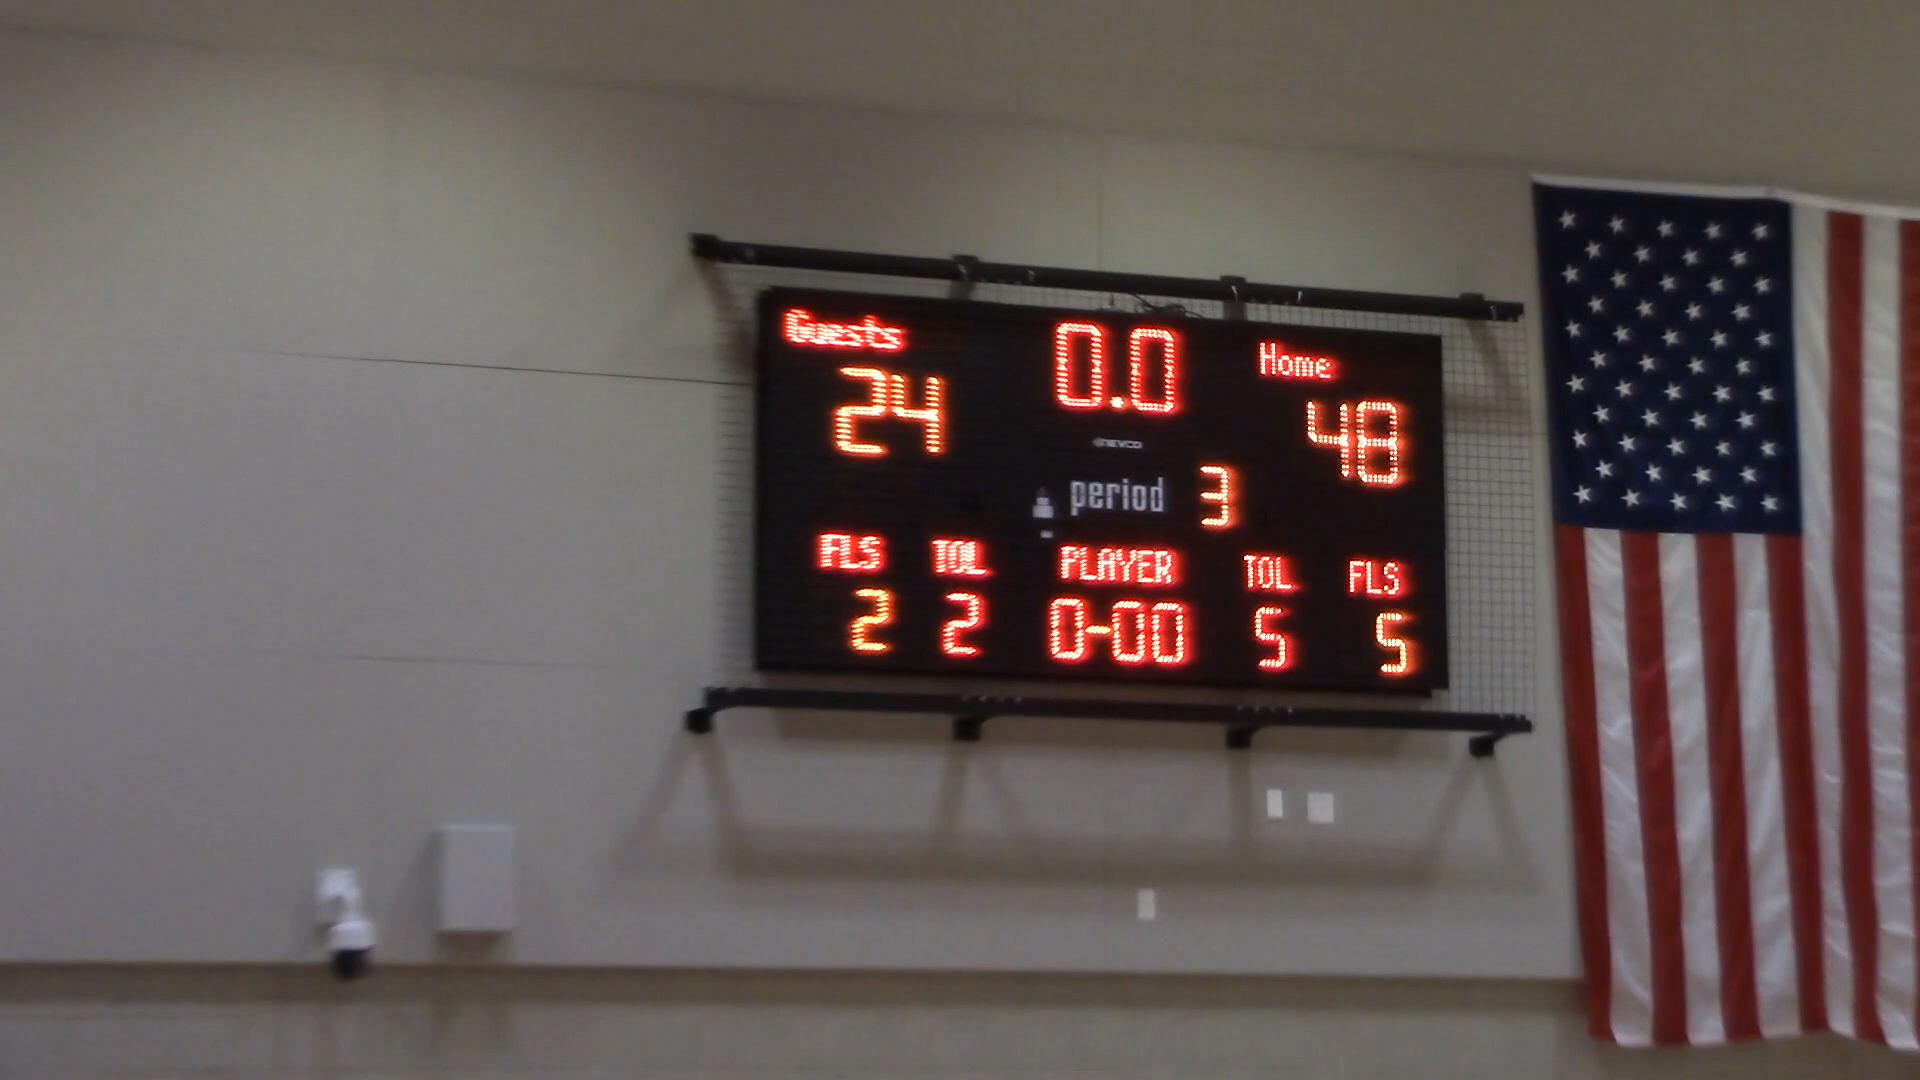 Guests 0.0 Home
24 48
NEVCO
period 3
FLS TOL PLAYER TOL FLS
2 2 0-00 5 5